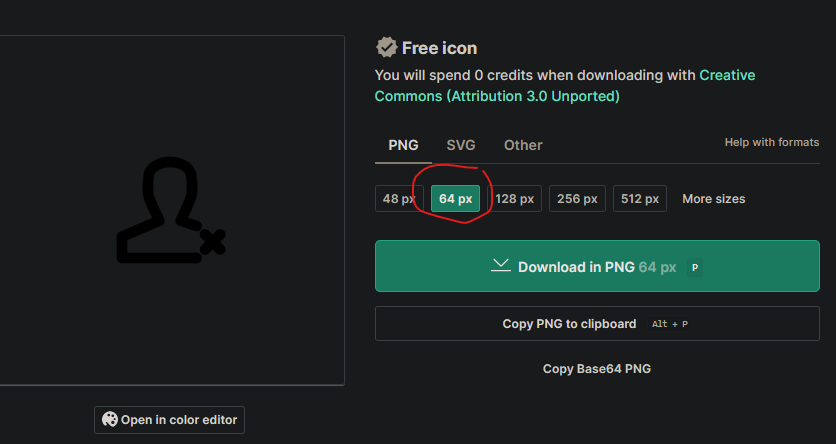 Free icon
You will spend 0 credits when downloading with Creative
Commons (Attribution 3.0 Unported)
PNG SVG Other Help with formats
48 px 64 px 128 px 256 px 512 px More sizes
Download in PNG 64 px P
Copy PNG to clipboard Alt + P
Copy Base64 PNG
Open in color editor